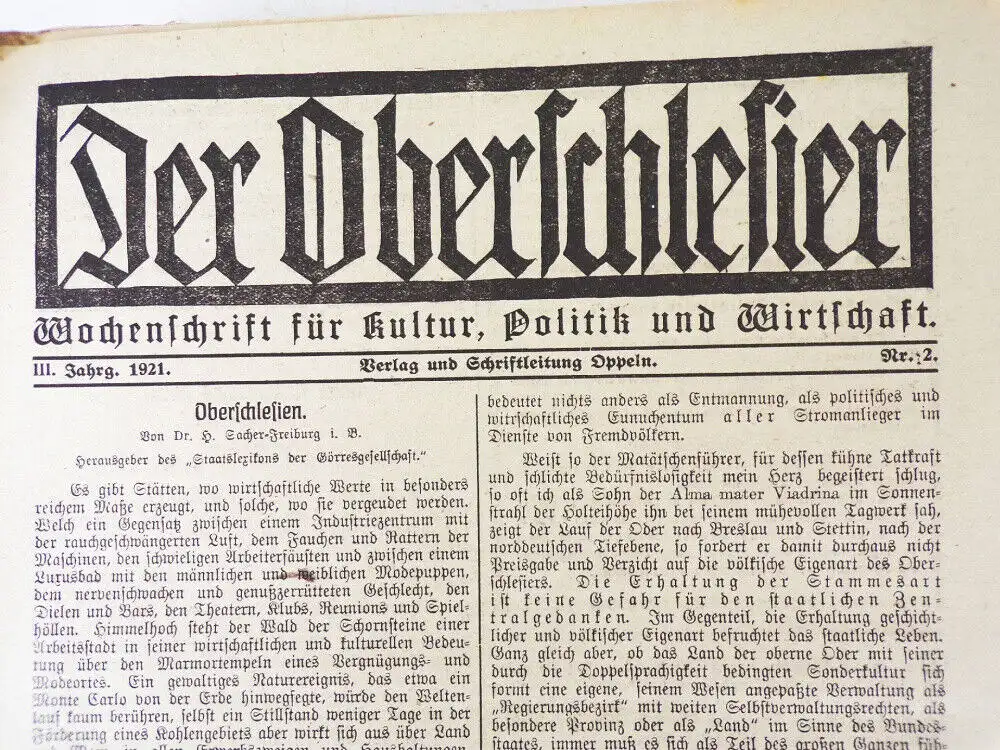 Der Oberschlesier
Wochenschrift für Kultur, Politik und Wirtschaft.
III. Jahrg. 1921.
Verlag und Schriftleitung Oppeln.
Nr. 2.
Oberschlesien.
Von Dr. H. Sacher-Freiburg i. B.
Herausgeber des „Staatslexikons der Görresgesellschaft."
Es gibt Stätten, wo wirtschaftliche Werte in besonders
reichem Maße erzeugt, und solche, wo sie vergeudet werden.
Welch ein Gegensatz zwischen einem Industriezentrum mit
der rauchgeschwängerten Luft, dem Fauchen und Rattern der
Maschinen, den schwieligen Arbeiterfäusten und zwischen einem
Luxusbad mit den männlichen und weiblichen Modepuppen,
dem nervenschwachen und genußzerrütteten Geschlecht, den
Dielen und Bars, den Theatern, Klubs, Reunions und Spiel-
höllen. Himmelhoch steht der Wald der Schornsteine einer
Arbeitsstadt in seiner wirtschaftlichen und kulturellen Bedeu-
tung über den Marmortempeln eines Vergnügungs- und
Modeortes. Ein gewaltiges Naturereignis, das etwa ein
Monte Carlo von der Erde hinwegfegte, würde den Welten-
lauf kaum berühren, selbst ein Stillstand weniger Tage in der
Förderung eines Kohlengebiets aber wirkt sich aus über Land
und Meer in allen Erwerbszweigen und Haushaltungen
bedeutet nichts anders als Entmannung, als politisches und
witrschaftliches Eunuchentum aller Stromanlieger im
Dienste von Fremdvölkern.
Weist so der Matätschenführer, für dessen kühne Tatkraft
und schlichte Bedürfnislosigkeit mein Herz begeistert schlug,
so oft ich als Sohn der Alma mater Viadrina im Sonnen-
strahl der Holteihöhe ihn bei seinem mühevollen Tagwerk sah,
zeigt der Lauf der Oder nach Breslau und Stettin, nach der
norddeutschen Tiefebene, so fordert er damit durchaus nicht
Preisgabe und Verzicht auf die völkische Eigenart des Ober-
schlesiers. Die Erhaltung der Stammesart
ist keine Gefahr für den staatlichen Zen-
tralgedanken. Im Gegenteil, die Erhaltung geschicht-
licher und völkischer Eigenart befruchtet das staatliche Leben.
Ganz gleich aber, ob das Land der oberne Oder mit seiner
durch die Doppelsprachigkeit bedingten Sonderkultur sich
formt eine eigene, seinem Wesen angepaßte Verwaltung als
„Regierungsbezirk" mit weiten Selbstverwaltungsrechten, als
besondere Provinz oder als „Land" im Sinne des Bundes-
staates, immer muß es sich als Teil des großen Ganzen